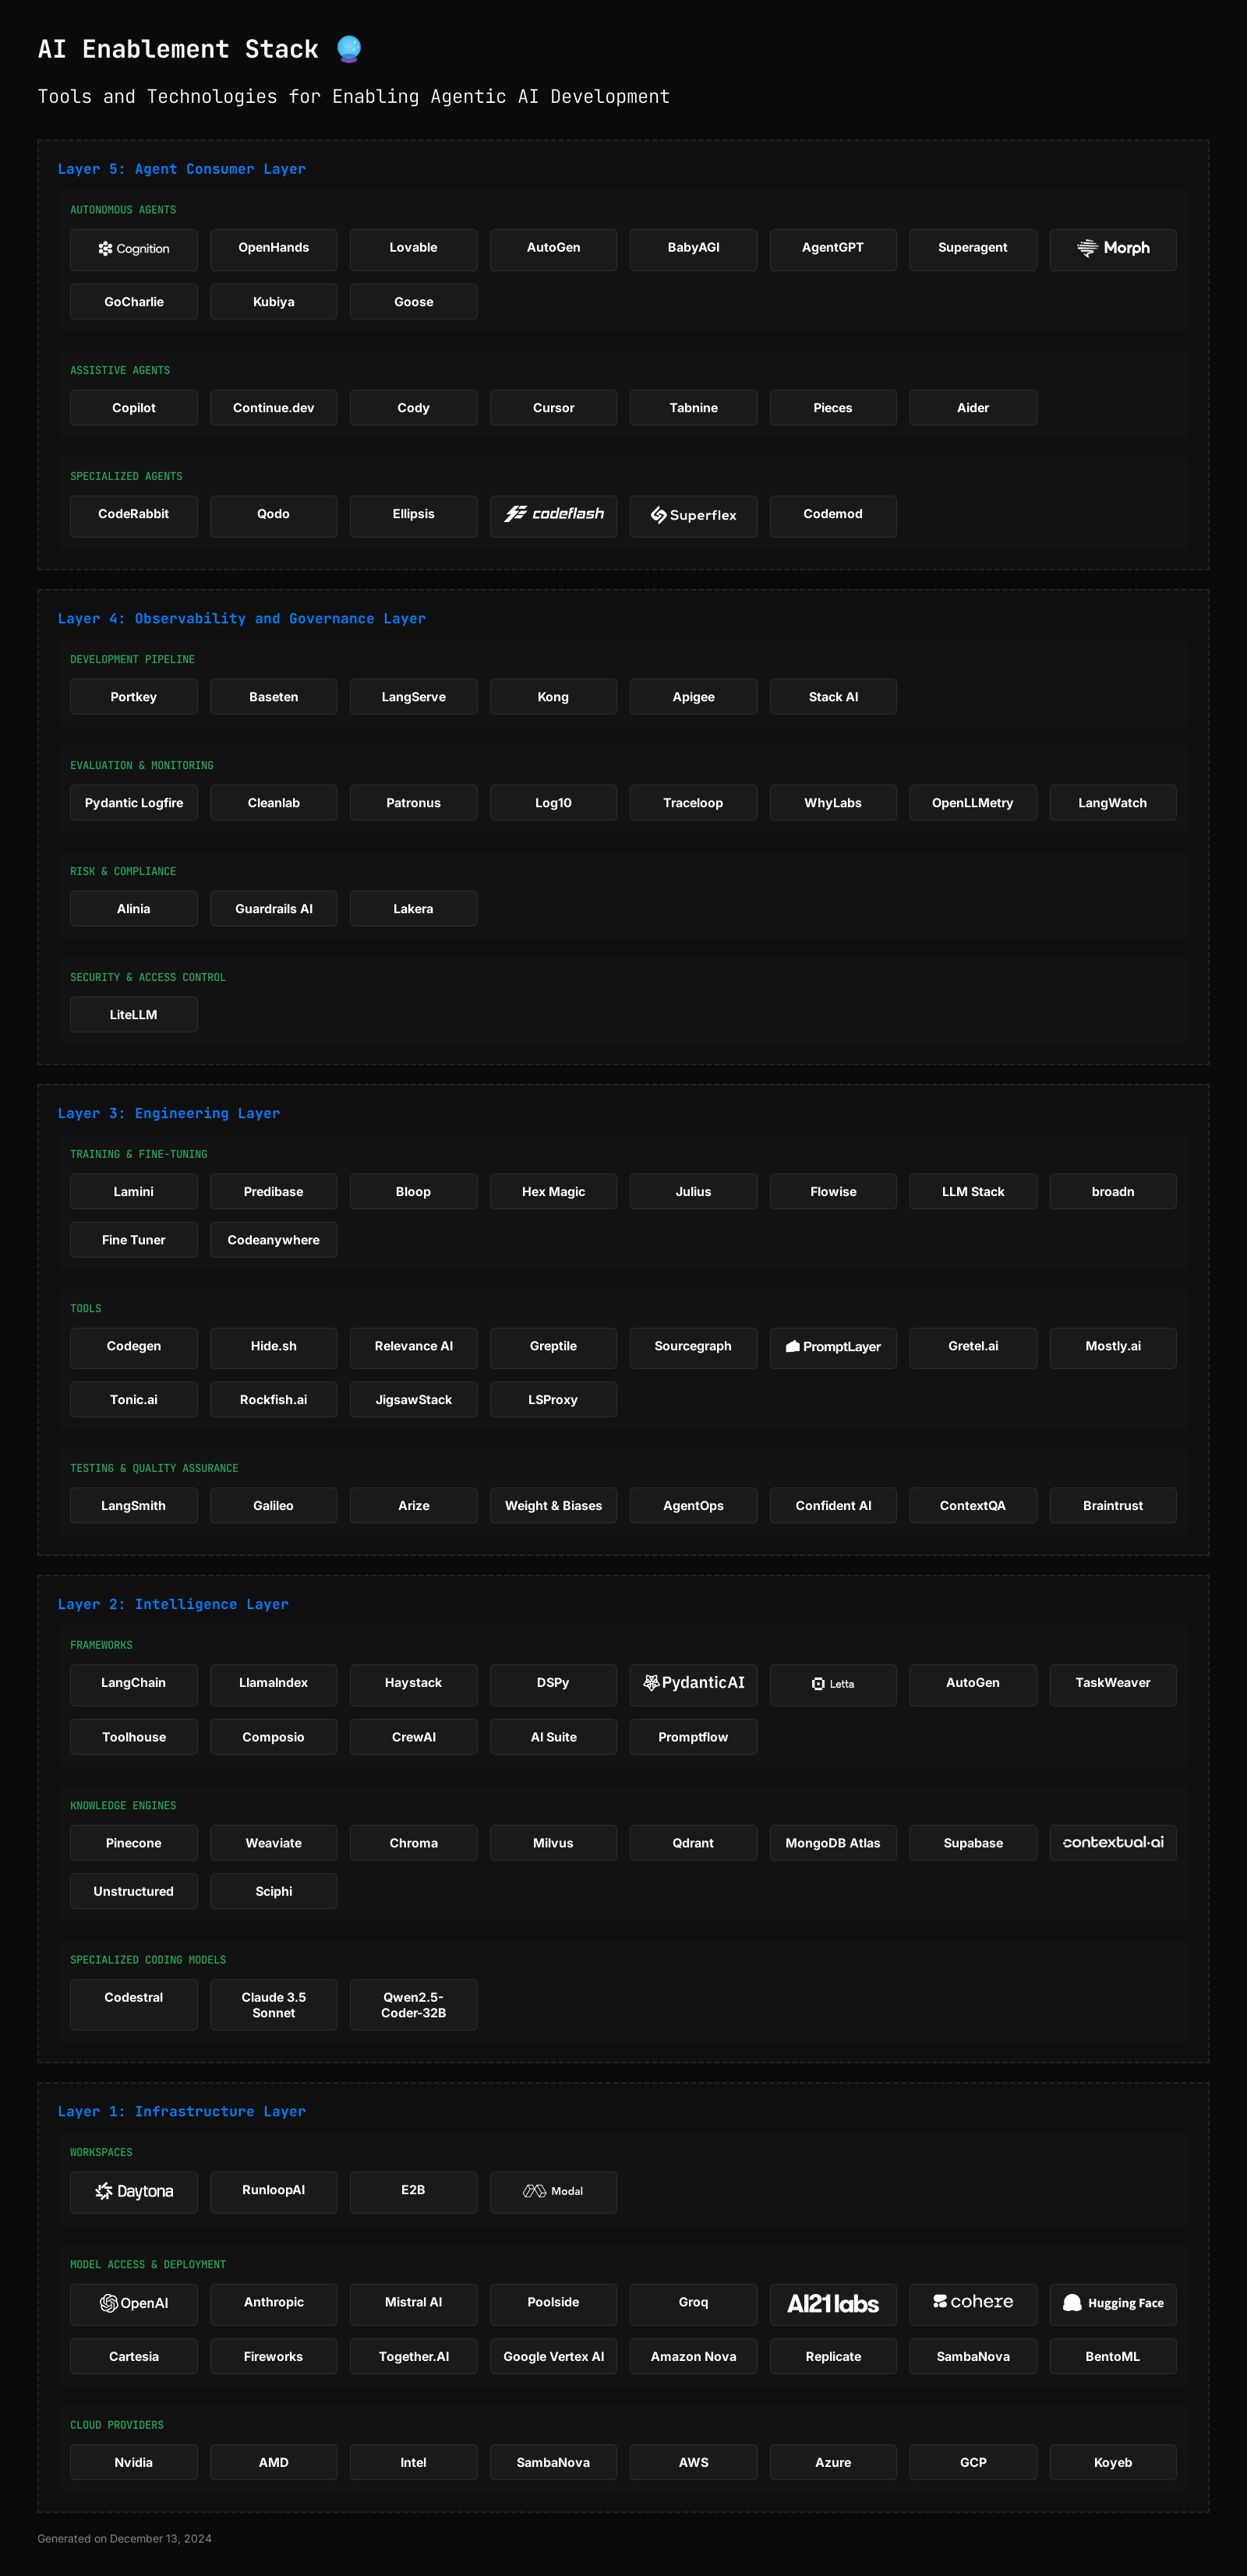 AI Enablement Stack
Tools and Technologies for Enabling Agentic AI Development
Layer 5: Agent Consumer Layer
AUTONOMOUS AGENTS
Cognition OpenHands Lovable AutoGen BabyAGI AgentGPT Superagent Morph
GoCharlie Kubiya Goose
ASSISTIVE AGENTS
Copilot Continue.dev Cody Cursor Tabnine Pieces Aider
SPECIALIZED AGENTS
CodeRabbit Qodo Ellipsis codeflash Superflex Codemod
Layer 4: Observability and Governance Layer
DEVELOPMENT PIPELINE
Portkey Baseten LangServe Kong Apigee Stack AI
EVALUATION & MONITORING
Pydantic Logfire Cleanlab Patronus Log10 Traceloop WhyLabs OpenLLMetry LangWatch
RISK & COMPLIANCE
Alinia Guardrails AI Lakera
SECURITY & ACCESS CONTROL
LiteLLM
Layer 3: Engineering Layer
TRAINING & FINE-TUNING
Lamini Predibase Bloop Hex Magic Julius Flowise LLM Stack broadn
Fine Tuner Codeanywhere
TOOLS
Codegen Hide.sh Relevance AI Greptile Sourcegraph PromptLayer Gretel.ai Mostly.ai
Tonic.ai Rockfish.ai JigsawStack LSProxy
TESTING & QUALITY ASSURANCE
LangSmith Galileo Arize Weight & Biases AgentOps Confident AI ContextQA Braintrust
Layer 2: Intelligence Layer
FRAMEWORKS
LangChain LlamaIndex Haystack DSPy PydanticAI Letta AutoGen TaskWeaver
Toolhouse Composio CrewAI AI Suite Promptflow
KNOWLEDGE ENGINES
Pinecone Weaviate Chroma Milvus Qdrant MongoDB Atlas Supabase contextual·ai
Unstructured Sciphi
SPECIALIZED CODING MODELS
Codestral Claude 3.5 Qwen2.5-
Sonnet Coder-32B
Layer 1: Infrastructure Layer
WORKSPACES
Daytona RunloopAI E2B Modal
MODEL ACCESS & DEPLOYMENT
OpenAI Anthropic Mistral AI Poolside Groq AI21labs cohere Hugging Face
Cartesia Fireworks Together.AI Google Vertex AI Amazon Nova Replicate SambaNova BentoML
CLOUD PROVIDERS
Nvidia AMD Intel SambaNova AWS Azure GCP Koyeb
Generated on December 13, 2024